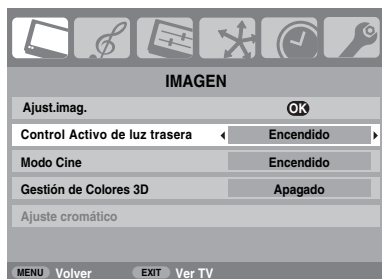 IMAGEN
Ajust.imag. OK
Control Activo de luz trasera Encendido
Modo Cine Encendido
Gestión de Colores 3D Apagado
Ajuste cromático
MENU Volver EXIT Ver TV